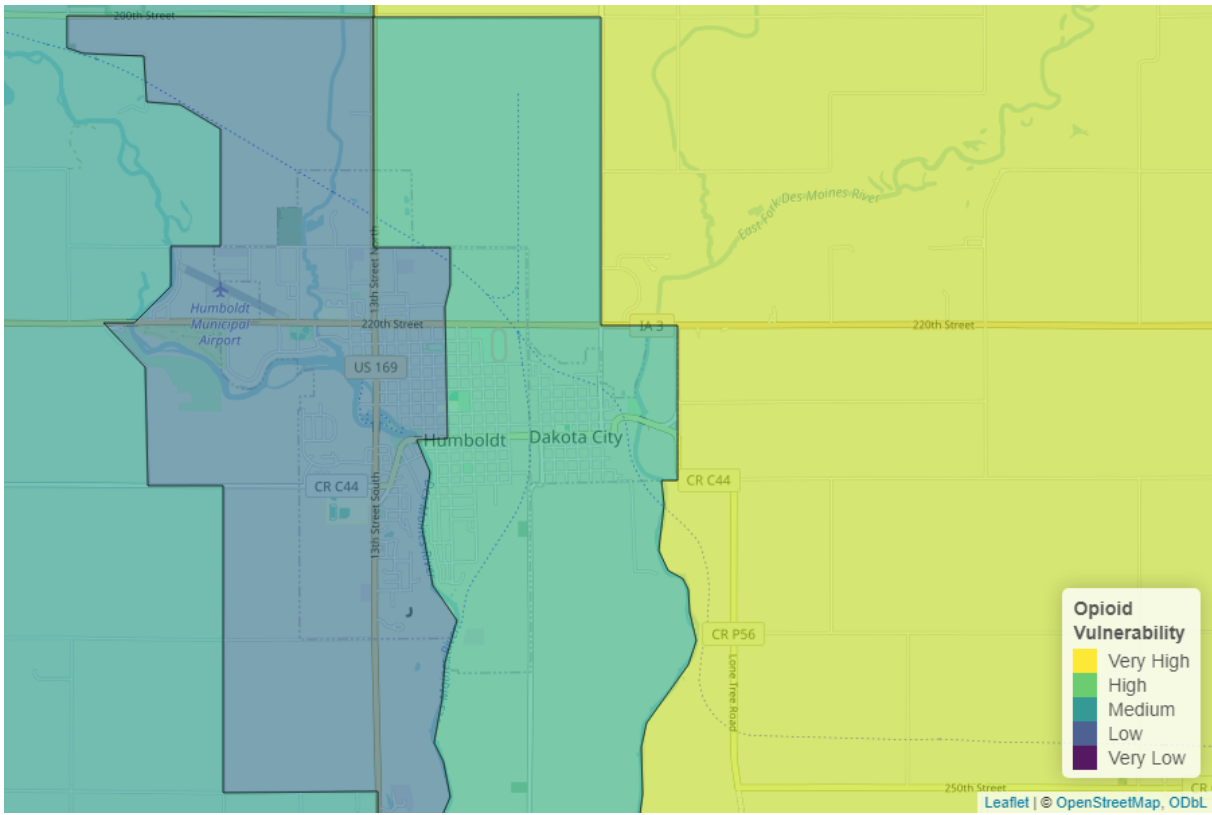 200th Street
East Fork Des Moines River
13th Street North
Humboldt
Municipal
Airport
220th Street
IA 3
220th Street
US 169
Humboldt
Dakota City
CR C44
CR C44
13th Street South
CR P56
Lone Tree Road
250th Street
CR
Opioid
Vulnerability
Very High
High
Medium
Low
Very Low
Leaflet | © OpenStreetMap, ODbL